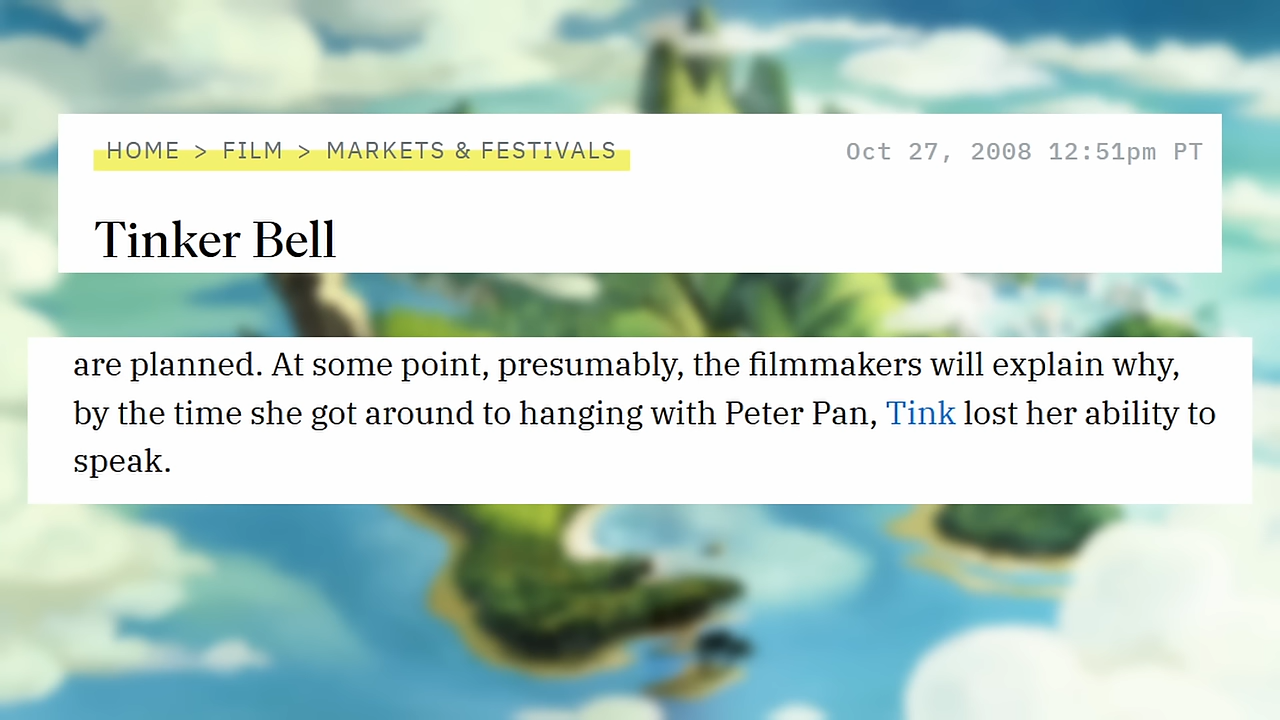 HOME > FILM > MARKETS & FESTIVALS
Oct 27, 2008 12:51pm PT
Tinker Bell
are planned. At some point, presumably, the filmmakers will explain why,
by the time she got around to hanging with Peter Pan, Tink lost her ability to
speak.